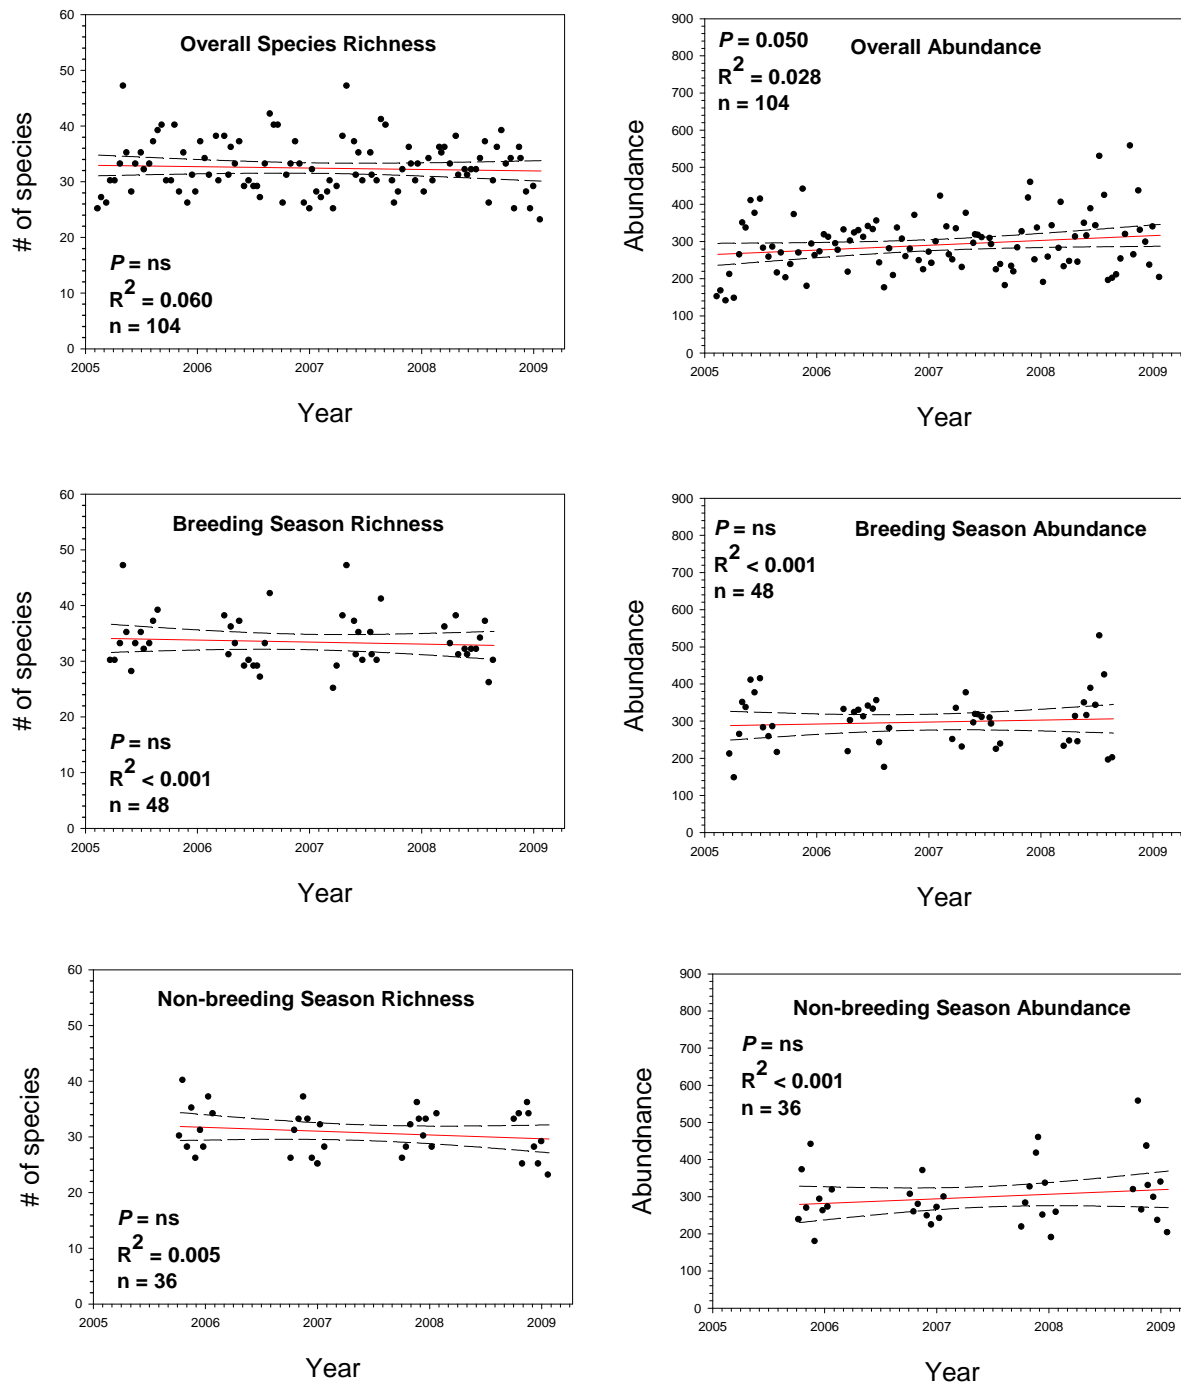 Overall Species Richness
# of species
60
50
40
30
20
10
0
P = ns
R2 = 0.060
n = 104
2005 2006 2007 2008 2009
Year
Overall Abundance
Abundance
900
800
700
600
500
400
300
200
100
0
P = 0.050
R2 = 0.028
n = 104
2005 2006 2007 2008 2009
Year
Breeding Season Richness
# of species
60
50
40
30
20
10
0
P = ns
R2 < 0.001
n = 48
2005 2006 2007 2008 2009
Year
Breeding Season Abundance
Abundance
900
800
700
600
500
400
300
200
100
0
P = ns
R2 < 0.001
n = 48
2005 2006 2007 2008 2009
Year
Non-breeding Season Richness
# of species
60
50
40
30
20
10
0
P = ns
R2 = 0.005
n = 36
2005 2006 2007 2008 2009
Year
Non-breeding Season Abundance
Abundnance
900
800
700
600
500
400
300
200
100
0
P = ns
R2 < 0.001
n = 36
2005 2006 2007 2008 2009
Year